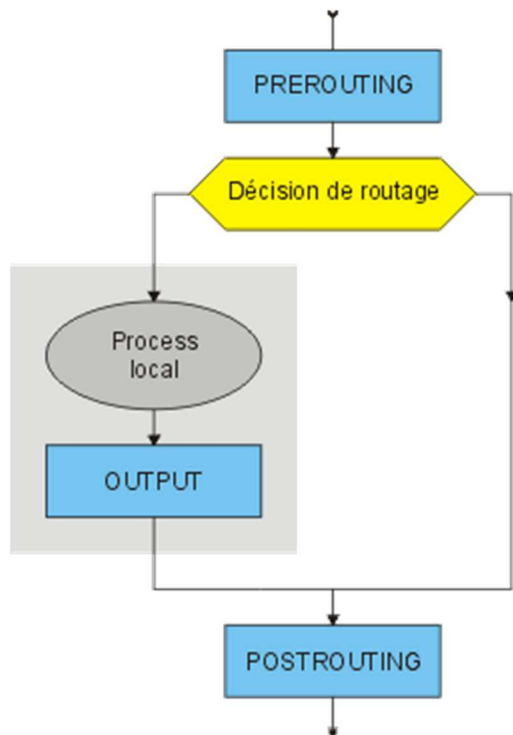 PREROUTING
Décision de routage
Process
local
OUTPUT
POSTROUTING